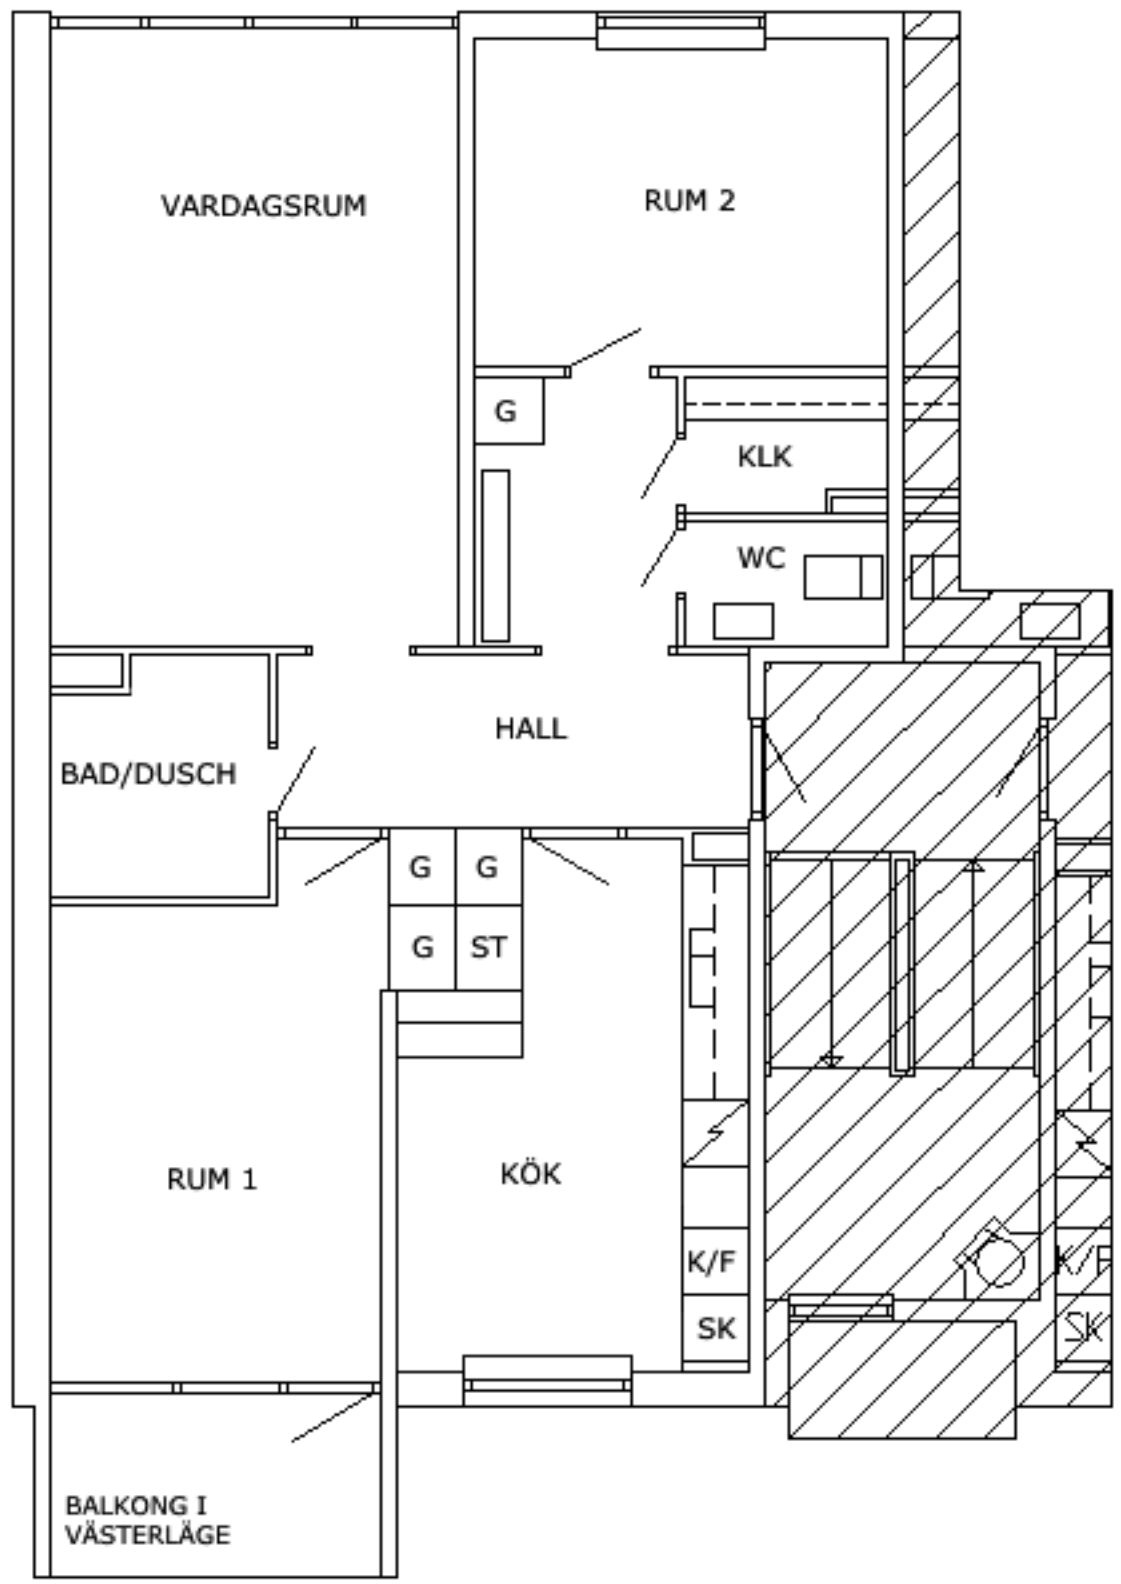 VARDAGSRUM
RUM 2
G
KLK
WC
HALL
BAD/DUSCH
G
G
G
ST
RUM 1
KÖK
K/F
K/F
SK
SK
BALKONG I
VÄSTERLÄGE